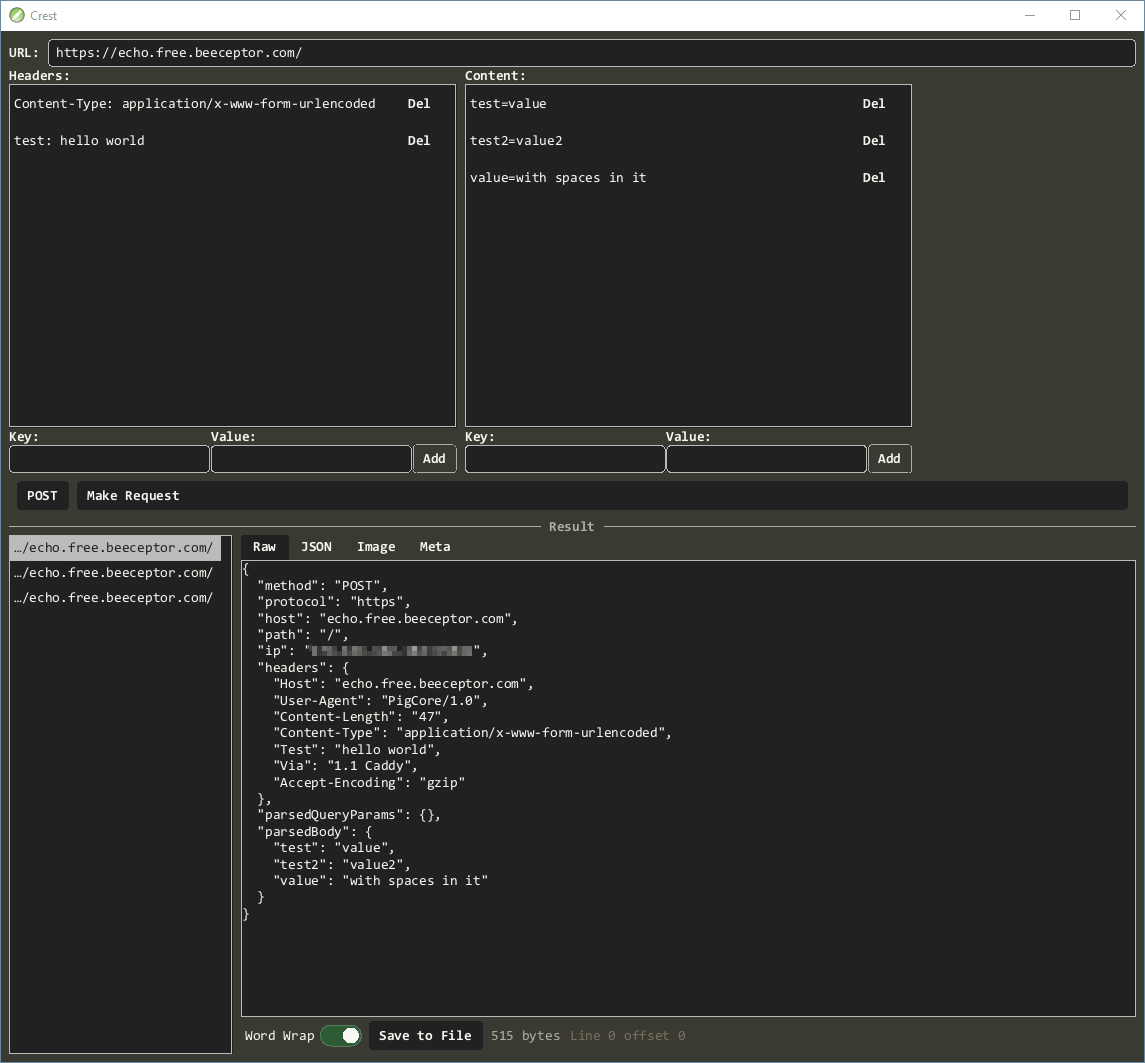 Crest
URL: https://echo.free.beeceptor.com/
Headers:
Content-Type: application/x-www-form-urlencoded Del
test: hello world Del
Key: Value:
Add
Content:
test=value Del
test2=value2 Del
value=with spaces in it Del
Key: Value:
Add
POST Make Request
Result
…/echo.free.beeceptor.com/
…/echo.free.beeceptor.com/
…/echo.free.beeceptor.com/
Raw JSON Image Meta
{
  "method": "POST",
  "protocol": "https",
  "host": "echo.free.beeceptor.com",
  "path": "/",
  "ip": "",
  "headers": {
    "Host": "echo.free.beeceptor.com",
    "User-Agent": "PigCore/1.0",
    "Content-Length": "47",
    "Content-Type": "application/x-www-form-urlencoded",
    "Test": "hello world",
    "Via": "1.1 Caddy",
    "Accept-Encoding": "gzip"
  },
  "parsedQueryParams": {},
  "parsedBody": {
    "test": "value",
    "test2": "value2",
    "value": "with spaces in it"
  }
}
Word Wrap Save to File 515 bytes Line 0 offset 0